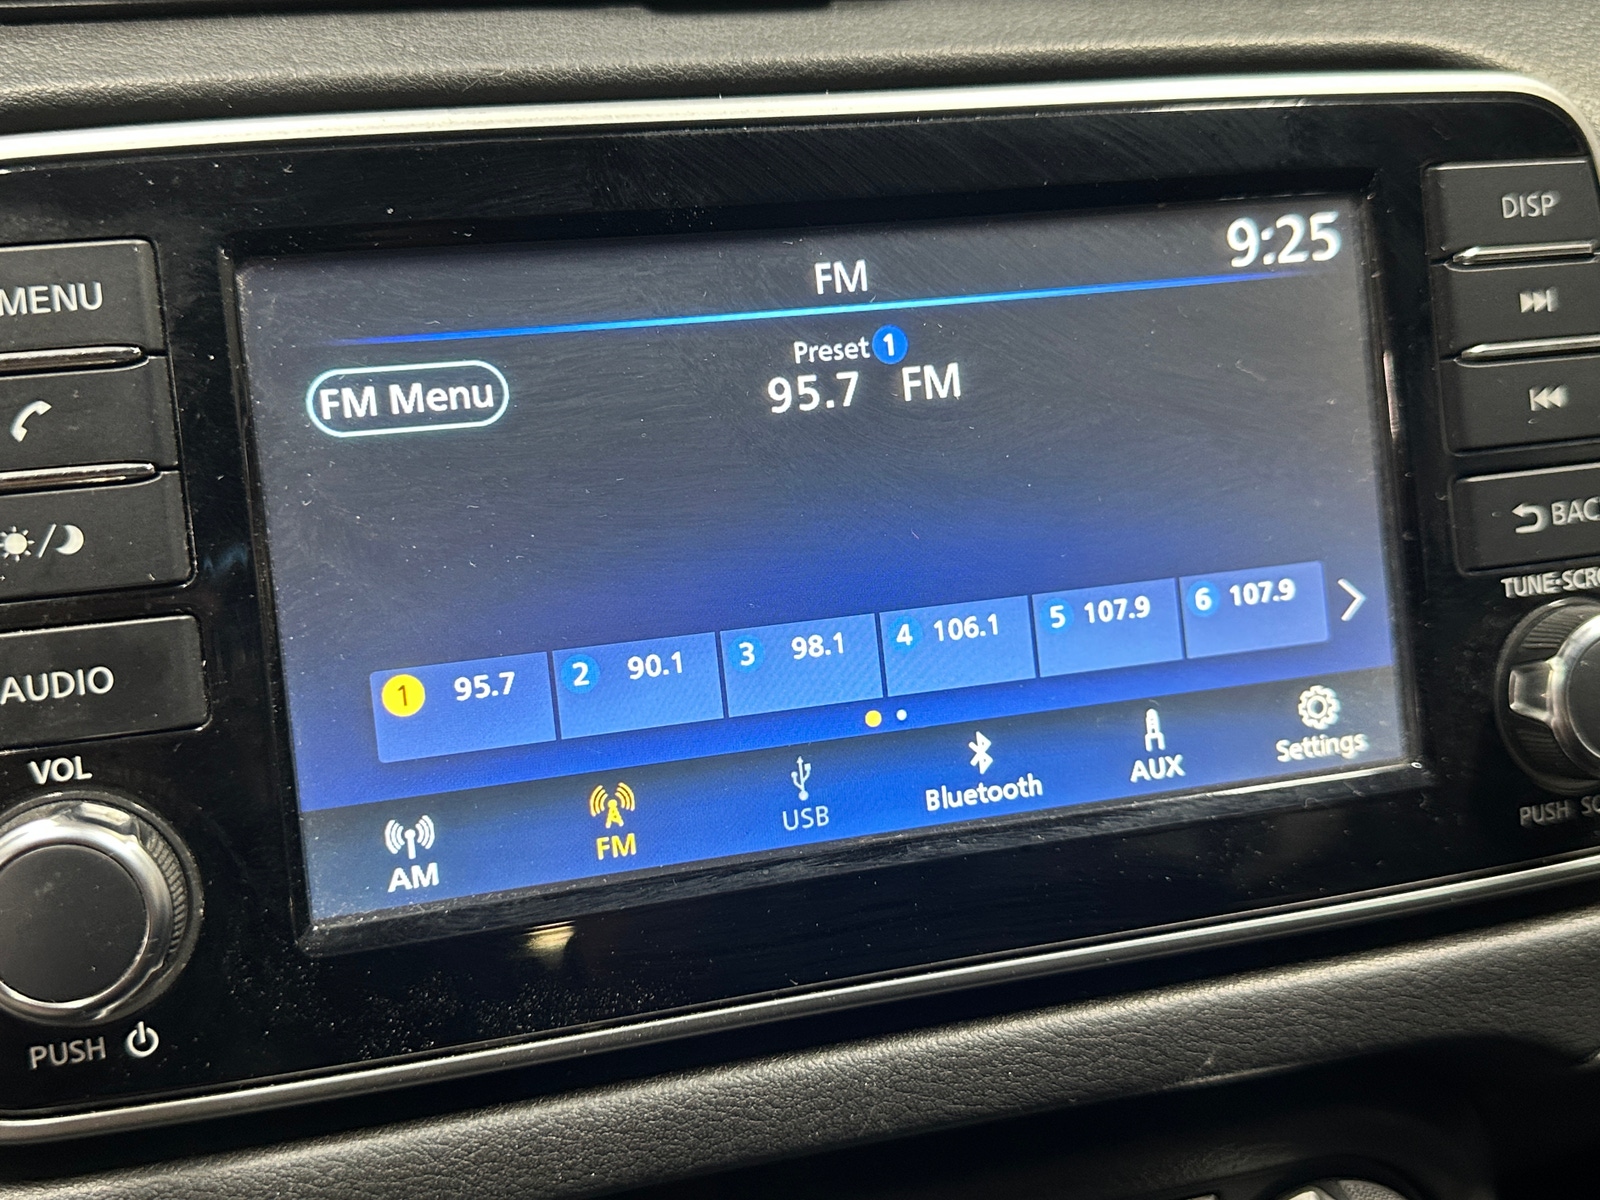 9:25
FM
Preset 1
95.7 FM
FM Menu
1 95.7
2 90.1
3 98.1
4 106.1
5 107.9
6 107.9
AM
FM
USB
Bluetooth
AUX
Settings
MENU
AUDIO
VOL
PUSH
DISP
BAC
TUNE·SCRO
PUSH SO